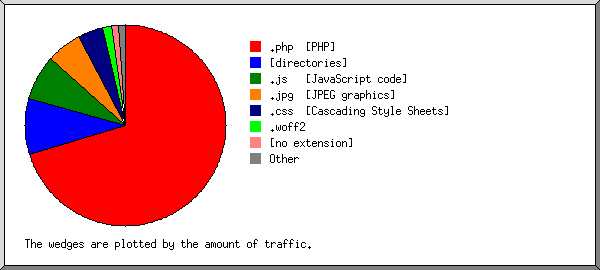 .php [PHP]
[directories]
.js [JavaScript code]
.jpg [JPEG graphics]
.css [Cascading Style Sheets]
.woff2
[no extension]
Other
The wedges are plotted by the amount of traffic.